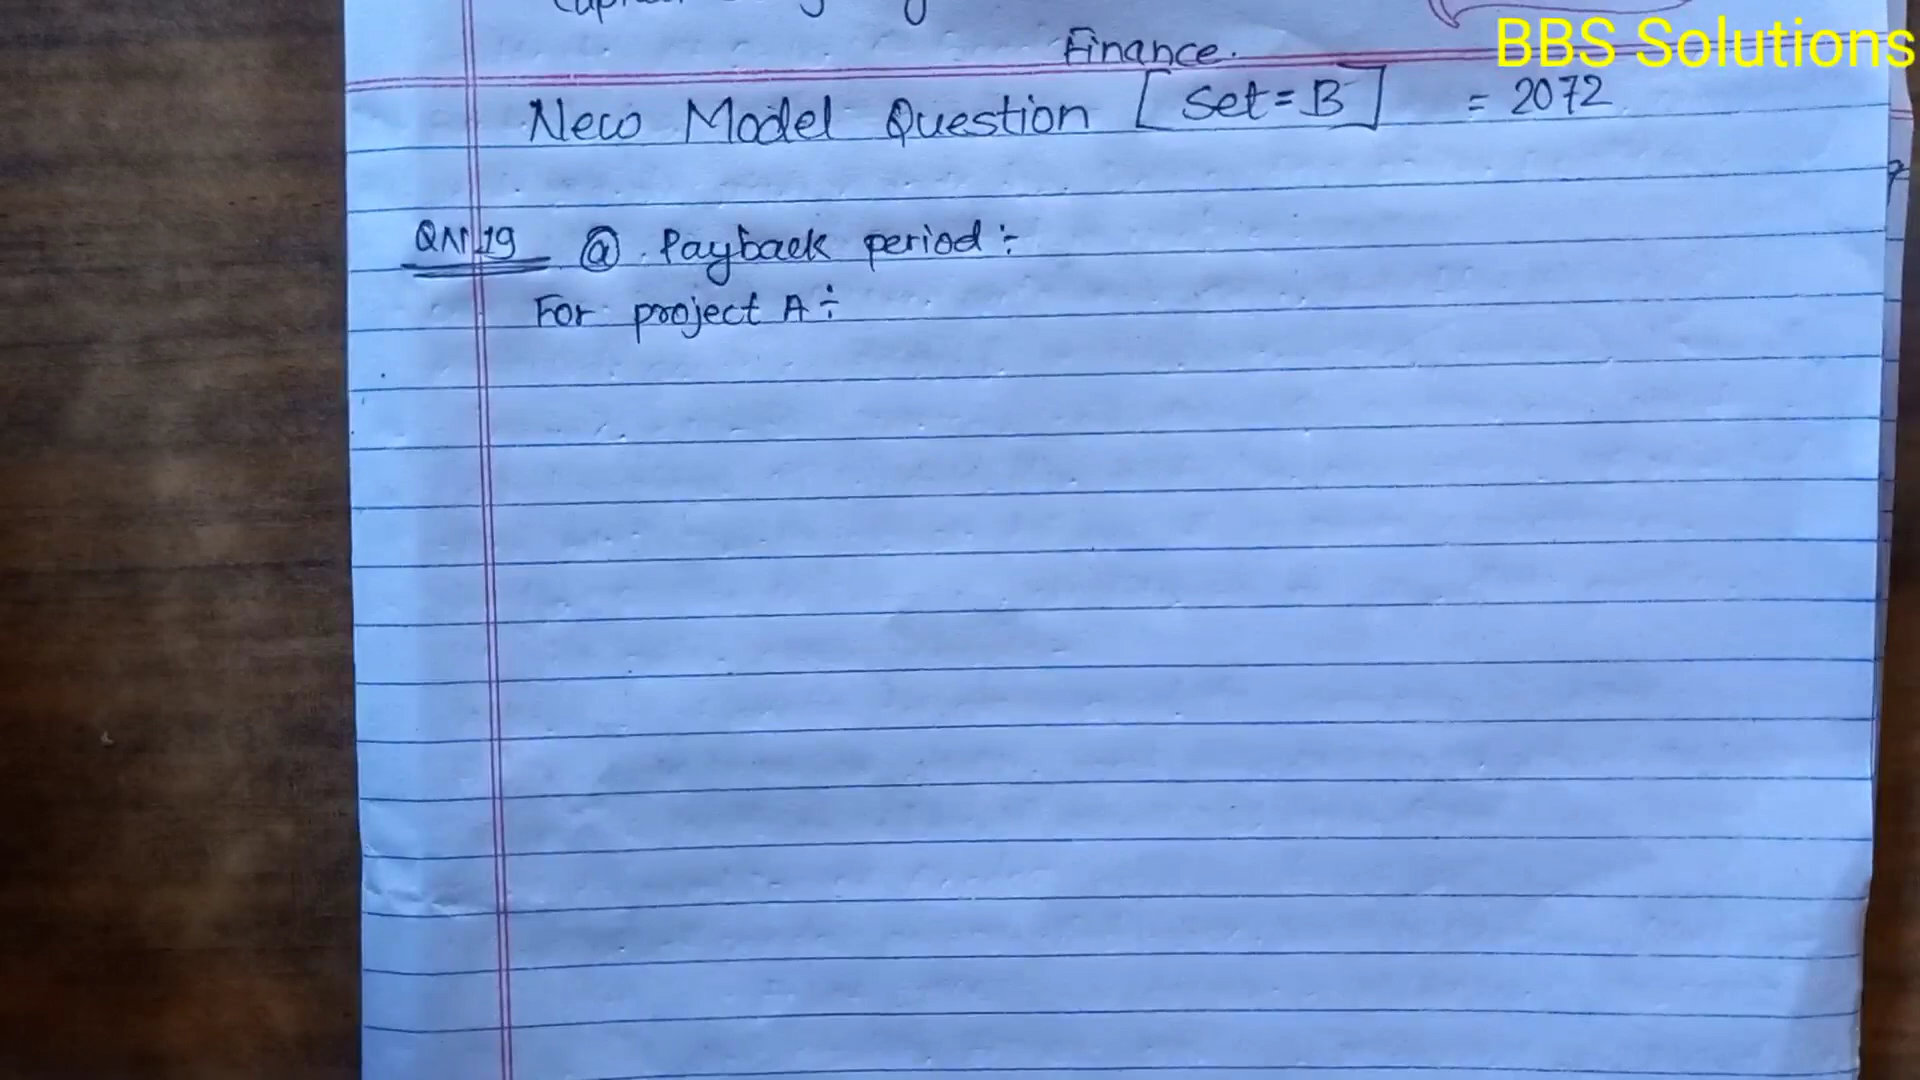 BBS Solutions
Finance.
New Model Question [Set=B] = 2072
QN 19 @ Payback period :-
For project A ÷